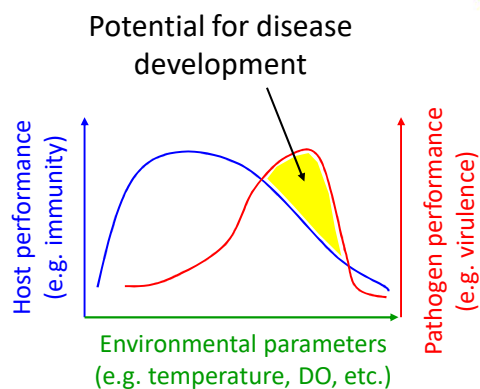 Potential for disease
development
Host performance
(e.g. immunity)
Pathogen performance
(e.g. virulence)
Environmental parameters
(e.g. temperature, DO, etc.)